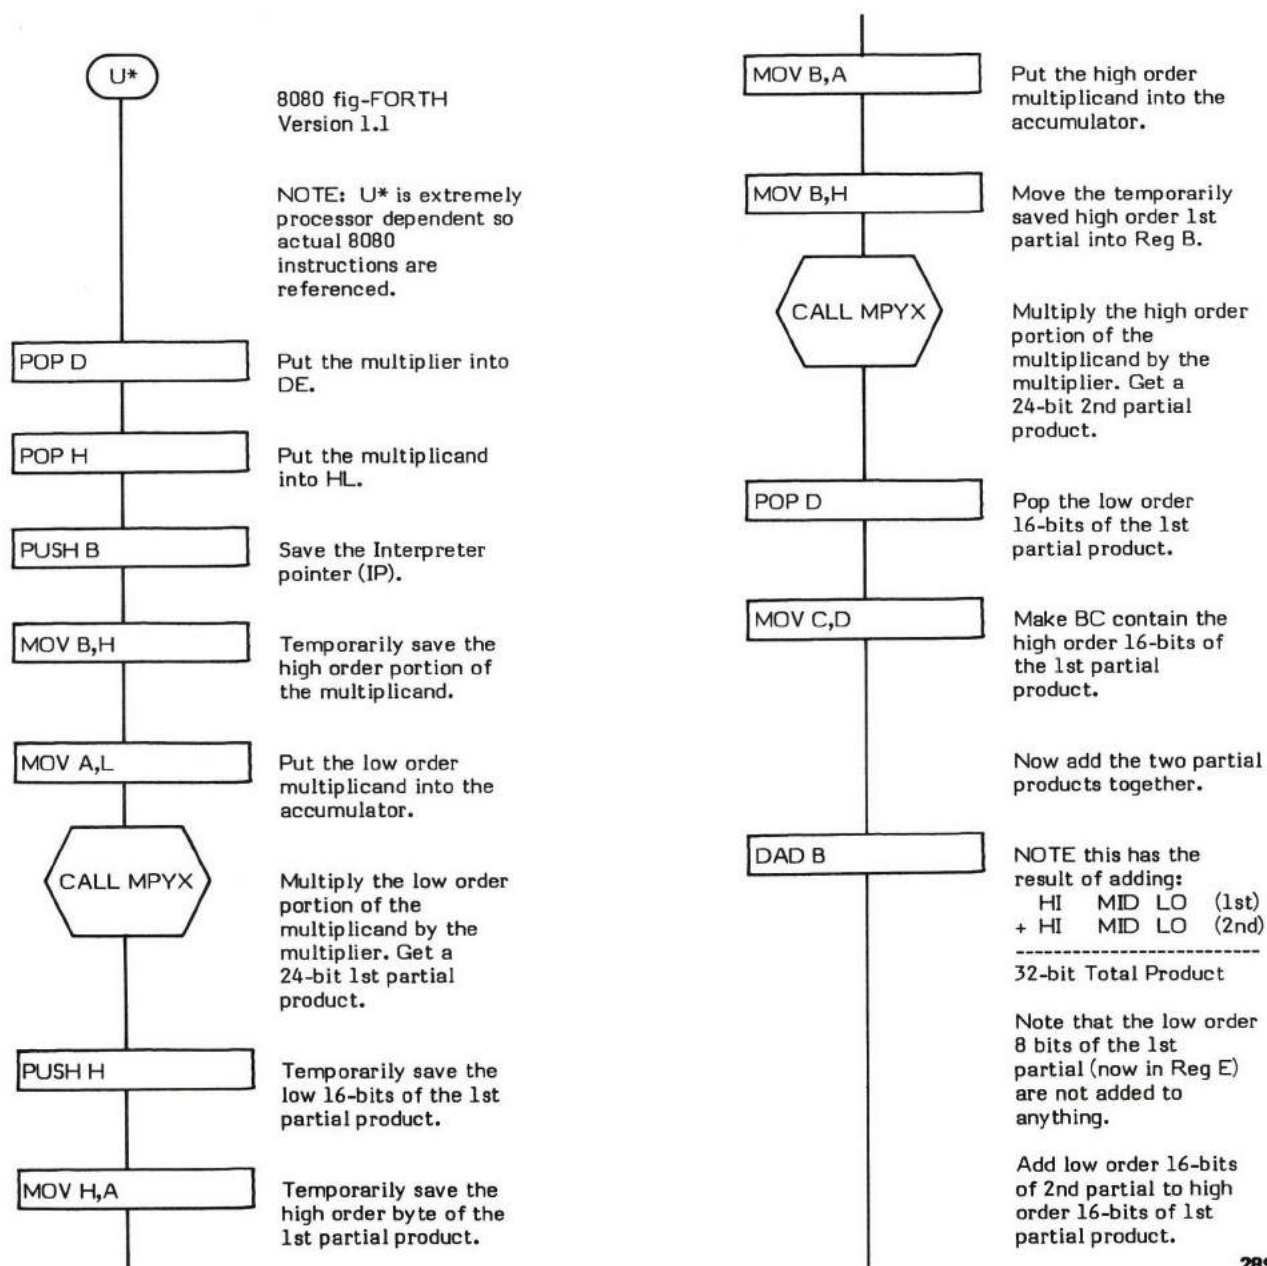 U*
8080 fig-FORTH
Version 1.1
NOTE: U* is extremely
processor dependent so
actual 8080
instructions are
referenced.
POP D
Put the multiplier into
DE.
POP H
Put the multiplicand
into HL.
PUSH B
Save the Interpreter
pointer (IP).
MOV B,H
Temporarily save the
high order portion of
the multiplicand.
MOV A,L
Put the low order
multiplicand into the
accumulator.
CALL MPYX
Multiply the low order
portion of the
multiplicand by the
multiplier. Get a
24-bit 1st partial
product.
PUSH H
Temporarily save the
low 16-bits of the 1st
partial product.
MOV H,A
Temporarily save the
high order byte of the
1st partial product.
MOV B,A
Put the high order
multiplicand into the
accumulator.
MOV B,H
Move the temporarily
saved high order 1st
partial into Reg B.
CALL MPYX
Multiply the high order
portion of the
multiplicand by the
multiplier. Get a
24-bit 2nd partial
product.
POP D
Pop the low order
16-bits of the 1st
partial product.
MOV C,D
Make BC contain the
high order 16-bits of
the 1st partial
product.
Now add the two partial
products together.
DAD B
NOTE this has the
result of adding:
HI MID LO (1st)
+ HI MID LO (2nd)
---------------------------
32-bit Total Product
Note that the low order
8 bits of the 1st
partial (now in Reg E)
are not added to
anything.
Add low order 16-bits
of 2nd partial to high
order 16-bits of 1st
partial product.